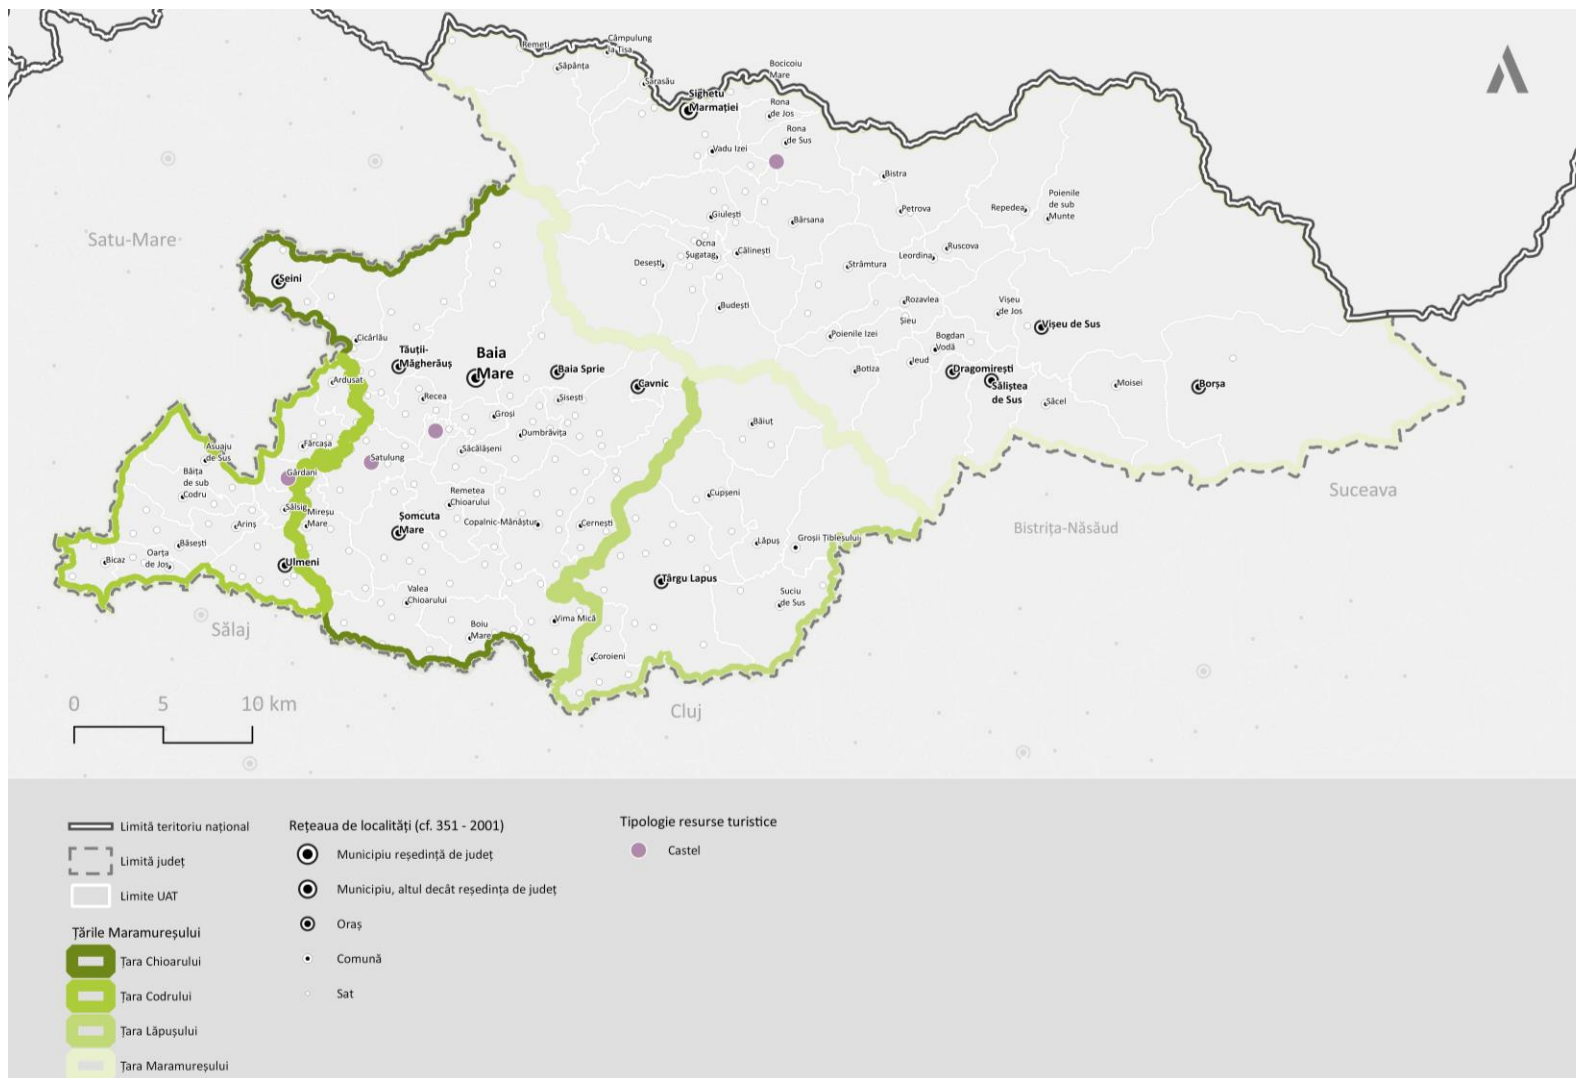 Remeți
Câmpulung
la Tisa
Săpânța
Sarasău
Bocicoiu
Mare
Sighetu
Marmației
Rona
de Jos
Rona
de Sus
Vadu Izei
Bistra
Petrova
Repedea
Poienile
de sub
Munte
Giulești
Bârsana
Satu-Mare
Ocna
Șugatag
Călinești
Desești
Ruscova
Leordina
Strâmtura
Seini
Budești
Rozavlea
Șieu
Vișeu
de Jos
Vișeu de Sus
Poienile Izei
Bogdan
Vodă
Cicârlău
Tăuții-
Măgherăuș
Baia
Mare
Baia Sprie
Cavnic
Botiza
Ieud
Dragomirești
Săliștea
de Sus
Moisei
Borșa
Săcel
Ardusat
Recea
Sisești
Groși
Băiuț
Dumbrăvița
Fărcașa
Asuaju
de Sus
Satulung
Săcălășeni
Gârdani
Băița
de sub
Codru
Remetea
Chioarului
Cupșeni
Suceava
Sălsig
Mireșu
Mare
Șomcuta
Mare
Copalnic-Mănăștur
Cernești
Arinș
Bistrița-Năsăud
Băsești
Lăpuș
Groșii Țibleșului
Bicaz
Oarța
de Jos
Ulmeni
Târgu Lapus
Valea
Chioarului
Suciu
de Sus
Sălaj
Boiu
Mare
Vima Mică
Coroieni
Cluj
0 5 10 km
Limită teritoriu național
Limită județ
Limite UAT
Țările Maramureșului
Țara Chioarului
Țara Codrului
Țara Lăpușului
Țara Maramureșului
Rețeaua de localități (cf. 351 - 2001)
Municipiu reședință de județ
Municipiu, altul decât reședința de județ
Oraș
Comună
Sat
Tipologie resurse turistice
Castel